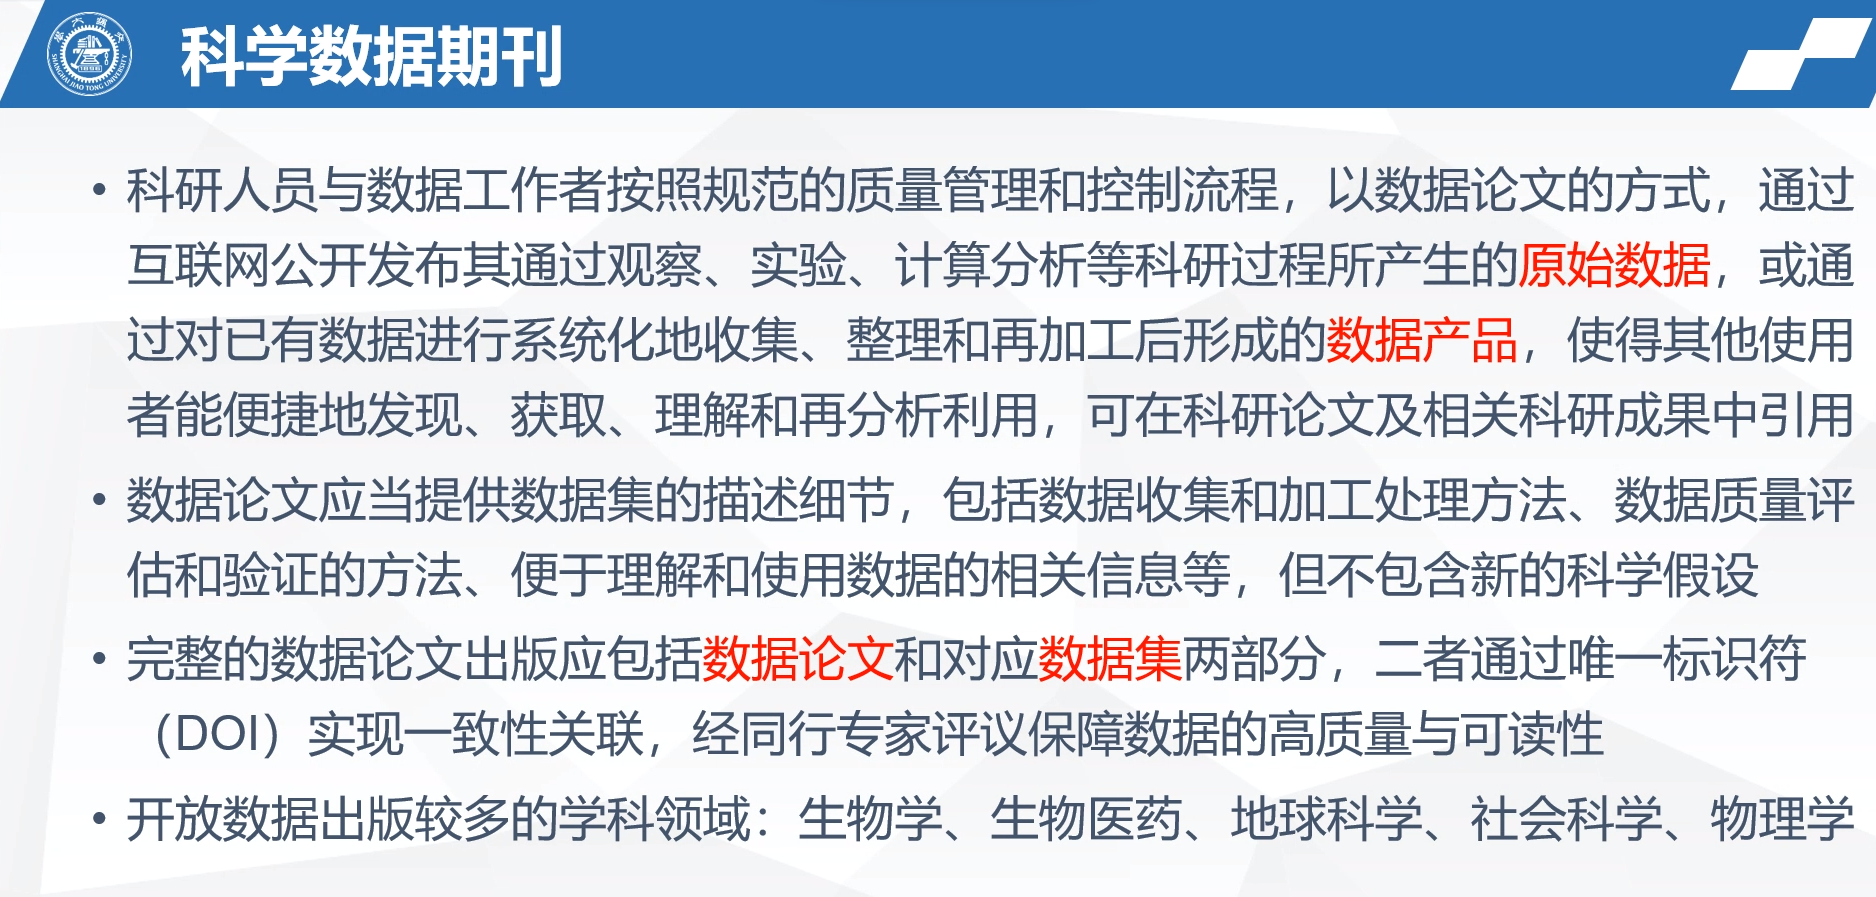 科学数据期刊
SHANGHAI JIAO TONG UNIVERSITY
• 科研人员与数据工作者按照规范的质量管理和控制流程，以数据论文的方式，通过
互联网公开发布其通过观察、实验、计算分析等科研过程所产生的原始数据，或通
过对已有数据进行系统化地收集、整理和再加工后形成的数据产品，使得其他使用
者能便捷地发现、获取、理解和再分析利用，可在科研论文及相关科研成果中引用
• 数据论文应当提供数据集的描述细节，包括数据收集和加工处理方法、数据质量评
估和验证的方法、便于理解和使用数据的相关信息等，但不包含新的科学假设
• 完整的数据论文出版应包括数据论文和对应数据集两部分，二者通过唯一标识符
（DOI）实现一致性关联，经同行专家评议保障数据的高质量与可读性
• 开放数据出版较多的学科领域：生物学、生物医药、地球科学、社会科学、物理学